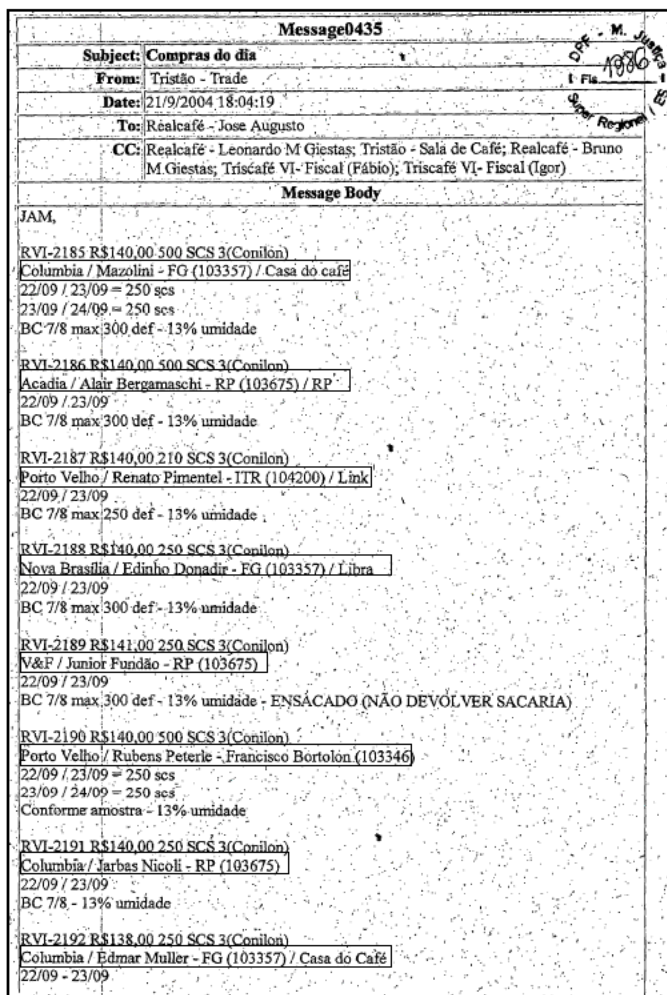 Message0435
Subject: Compras do dia
From: Tristão - Trade
Date: 21/9/2004 18:04:19
To: Realcafé - Jose Augusto
CC: Realcafé - Leonardo M Giestas; Tristão - Sala de Café; Realcafé - Bruno
M.Giestas; Triscafé VI- Fiscal (Fábio); Triscafé VI- Fiscal (Igor)
DPF - M. Justiça
Fls. 1086
Super Regional / ES
Message Body
JAM,
RVI-2185 R$140,00 500 SCS 3(Conilon)
Columbia / Mazolini - FG (103357) / Casa do café
22/09 / 23/09 = 250 scs
23/09 / 24/09 = 250 scs
BC 7/8 max 300 def - 13% umidade
RVI-2186 R$140,00 500 SCS 3(Conilon)
Acadia / Alair Bergamaschi - RP (103675) / RP
22/09 / 23/09
BC 7/8 max 300 def - 13% umidade
RVI-2187 R$140,00 210 SCS 3(Conilon)
Porto Velho / Renato Pimentel - ITR (104200) / Link
22/09 / 23/09
BC 7/8 max 250 def - 13% umidade
RVI-2188 R$140,00 250 SCS 3(Conilon)
Nova Brasília / Edinho Donadir - FG (103357) / Libra
22/09 / 23/09
BC 7/8 max 300 def - 13% umidade
RVI-2189 R$141,00 250 SCS 3(Conilon)
V&F / Junior Fundão - RP (103675)
22/09 / 23/09
BC 7/8 max 300 def - 13% umidade - ENSACADO (NÃO DEVOLVER SACARIA)
RVI-2190 R$140,00 500 SCS 3(Conilon)
Porto Velho / Rubens Peterle - Francisco Bortolon (103346)
22/09 / 23/09 = 250 scs
23/09 / 24/09 = 250 scs
Conforme amostra - 13% umidade
RVI-2191 R$140,00 250 SCS 3(Conilon)
Columbia / Jarbas Nicoli - RP (103675)
22/09 / 23/09
BC 7/8 - 13% umidade
RVI-2192 R$138,00 250 SCS 3(Conilon)
Columbia / Edmar Muller - FG (103357) / Casa do Café
22/09 - 23/09